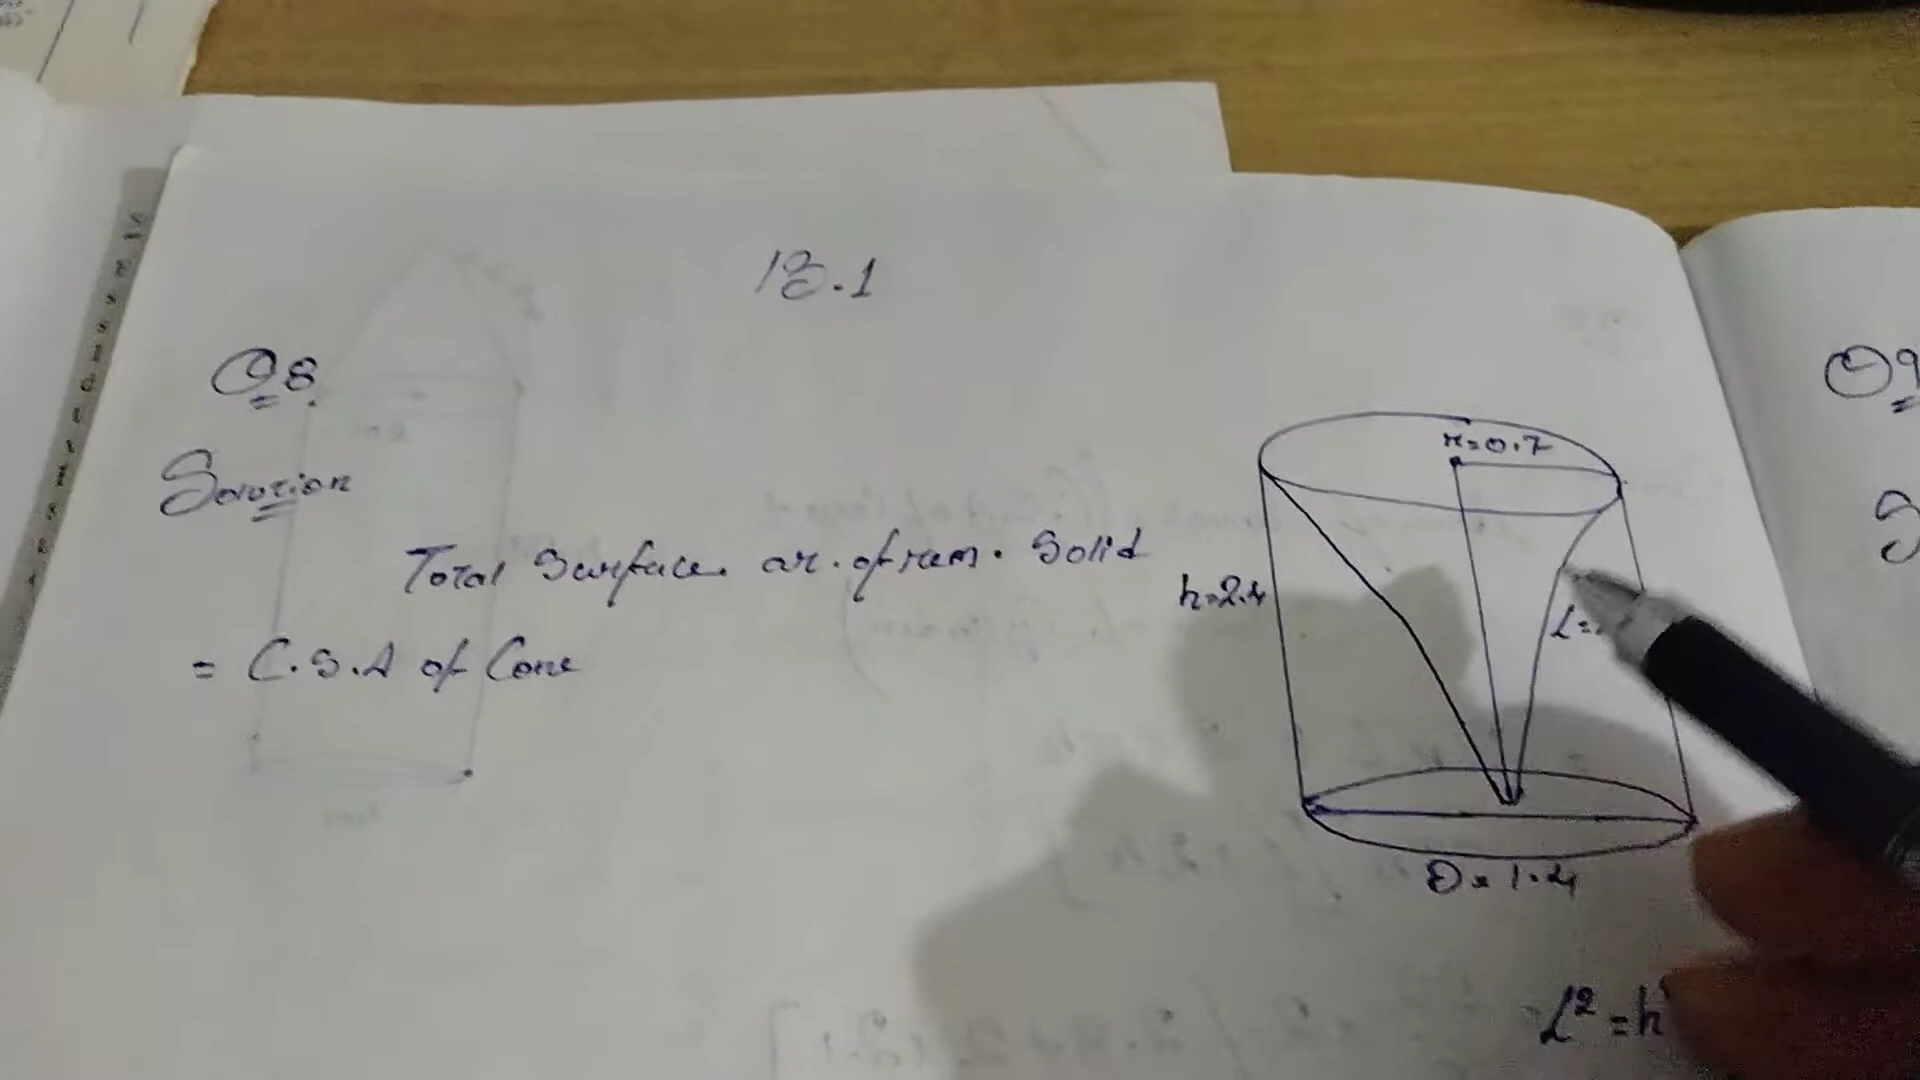 13.1
Q8.
Solution
Total Surface. ar. of rem. Solid
= C.S.A of Cone
r=0.7
h=2.4
l=
D=1.4
l² = h
Q9